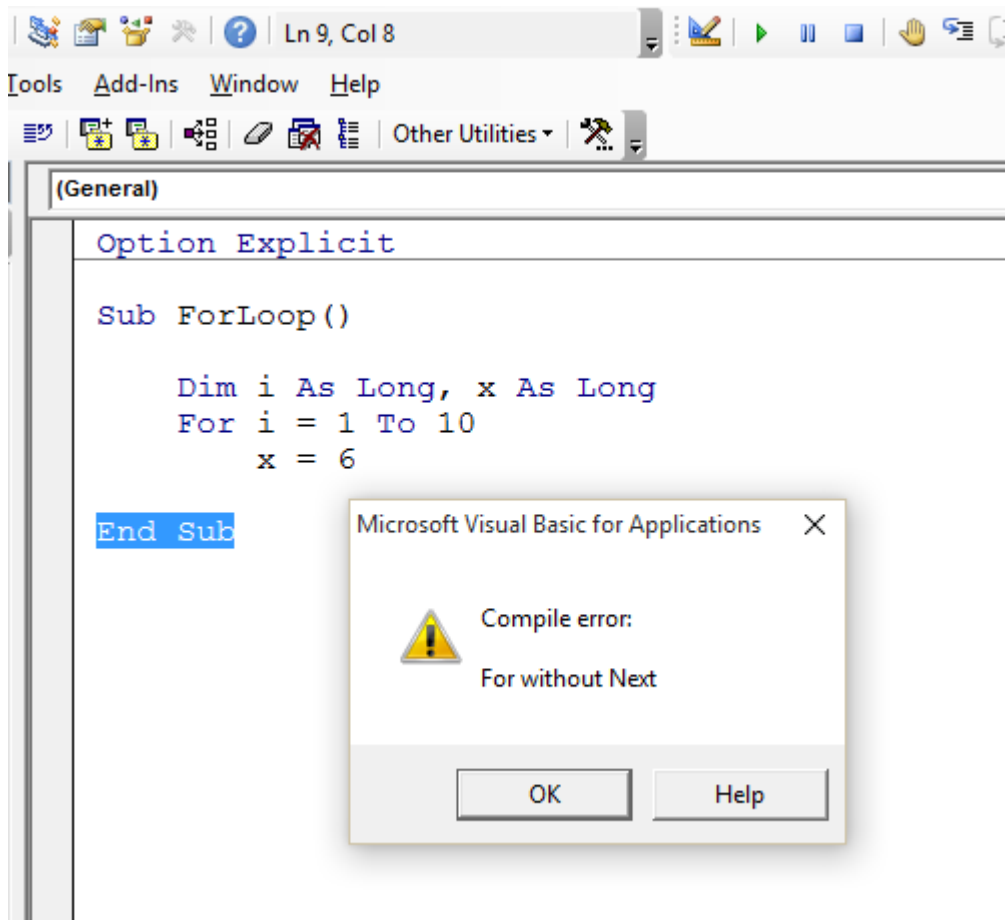 Ln 9, Col 8
Tools Add-Ins Window Help
Other Utilities
(General)
Option Explicit
Sub ForLoop()
Dim i As Long, x As Long
For i = 1 To 10
x = 6
End Sub
Microsoft Visual Basic for Applications
Compile error:
For without Next
OK Help